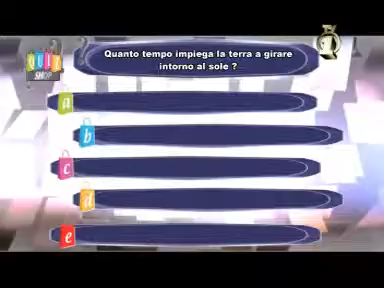 QUIZ
SHOP
Quanto tempo impiega la terra a girare
intorno al sole ?
a
b
c
d
e